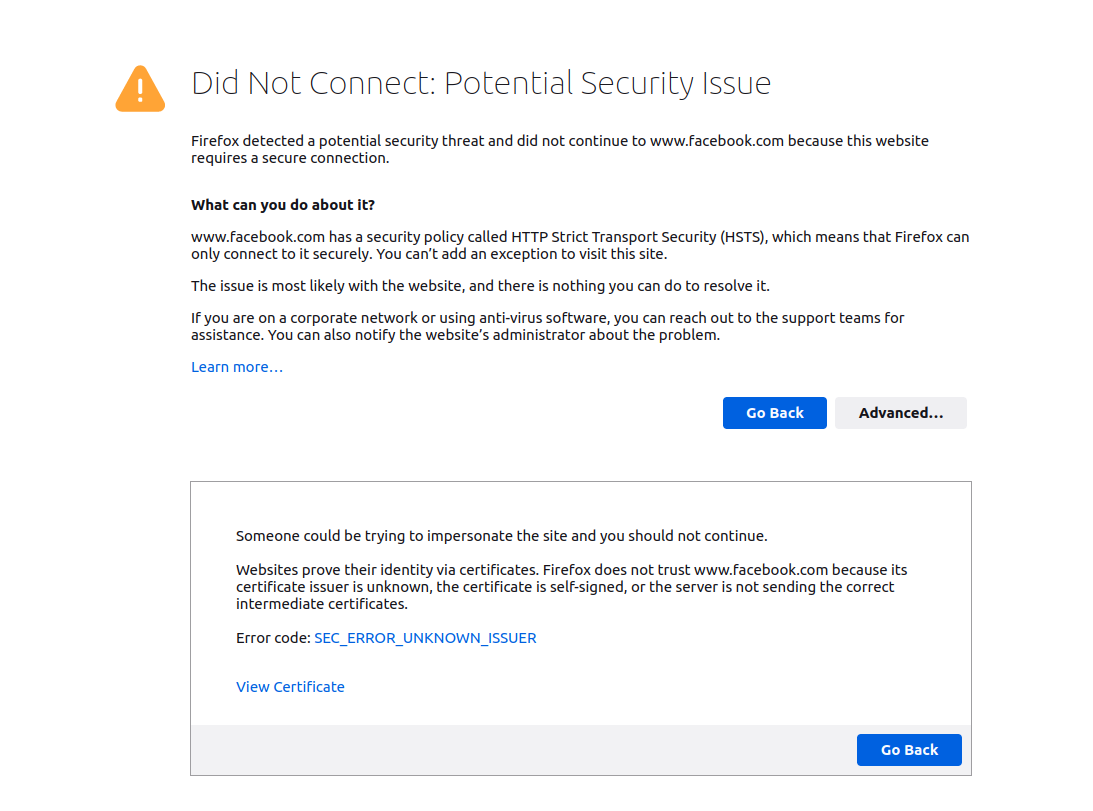 Did Not Connect: Potential Security Issue
Firefox detected a potential security threat and did not continue to www.facebook.com because this website
requires a secure connection.
What can you do about it?
www.facebook.com has a security policy called HTTP Strict Transport Security (HSTS), which means that Firefox can
only connect to it securely. You can’t add an exception to visit this site.
The issue is most likely with the website, and there is nothing you can do to resolve it.
If you are on a corporate network or using anti-virus software, you can reach out to the support teams for
assistance. You can also notify the website’s administrator about the problem.
Learn more…
Go Back
Advanced…
Someone could be trying to impersonate the site and you should not continue.
Websites prove their identity via certificates. Firefox does not trust www.facebook.com because its
certificate issuer is unknown, the certificate is self-signed, or the server is not sending the correct
intermediate certificates.
Error code: SEC_ERROR_UNKNOWN_ISSUER
View Certificate
Go Back